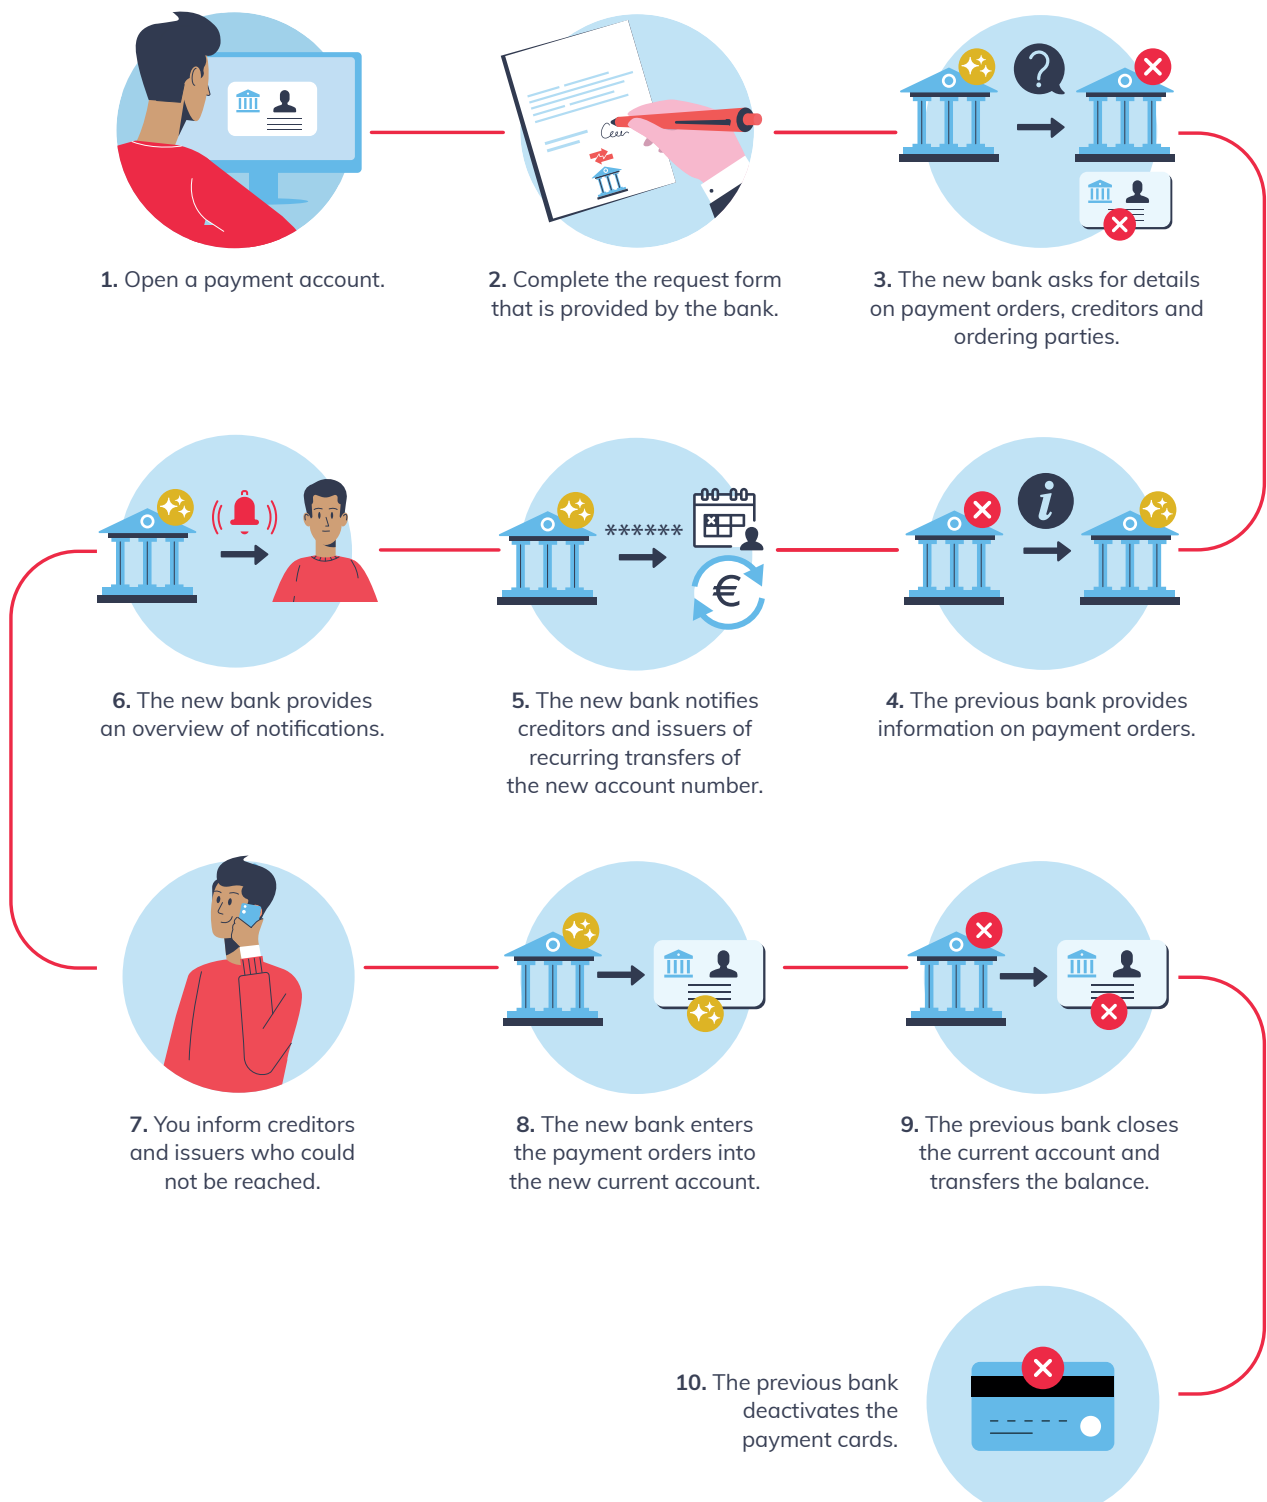 1. Open a payment account.
2. Complete the request form
that is provided by the bank.
3. The new bank asks for details
on payment orders, creditors and
ordering parties.
4. The previous bank provides
information on payment orders.
******
€
5. The new bank notifies
creditors and issuers of
recurring transfers of
the new account number.
6. The new bank provides
an overview of notifications.
7. You inform creditors
and issuers who could
not be reached.
8. The new bank enters
the payment orders into
the new current account.
9. The previous bank closes
the current account and
transfers the balance.
10. The previous bank
deactivates the
payment cards.